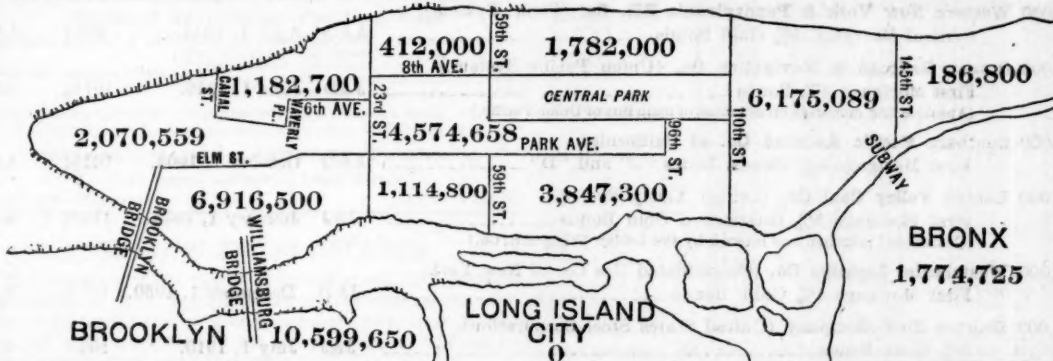 412,000
59th ST.
1,782,000
8th AVE.
CANAL ST.
1,182,700
WAVERLY PL.
6th AVE.
23rd ST.
CENTRAL PARK
6,175,089
145th ST.
186,800
2,070,559
4,574,658
96th ST
110th ST.
ELM ST.
PARK AVE.
SUBWAY
6,916,500
1,114,800
59th ST.
3,847,300
BROOKLYN BRIDGE
WILLIAMSBURG BRIDGE
BRONX
1,774,725
BROOKLYN
10,599,650
LONG ISLAND CITY
0